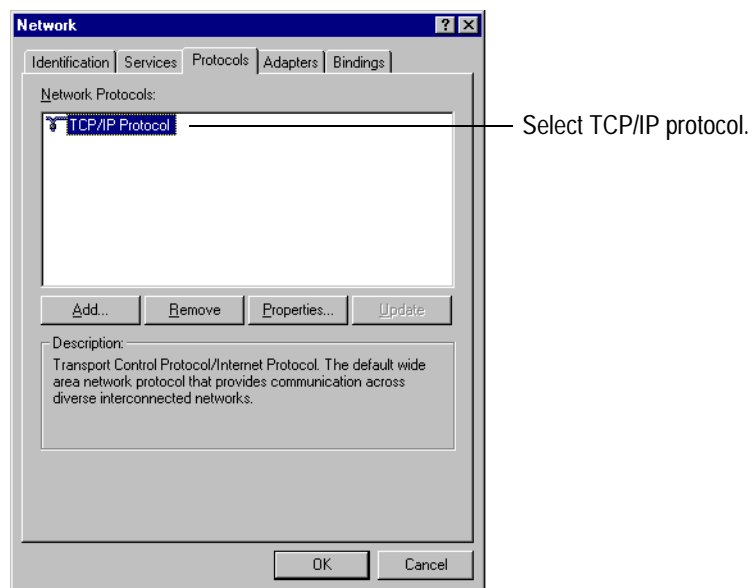 Network
Identification Services Protocols Adapters Bindings
Network Protocols:
TCP/IP Protocol
Select TCP/IP protocol.
Add... Remove Properties... Update
Description:
Transport Control Protocol/Internet Protocol. The default wide
area network protocol that provides communication across
diverse interconnected networks.
OK Cancel